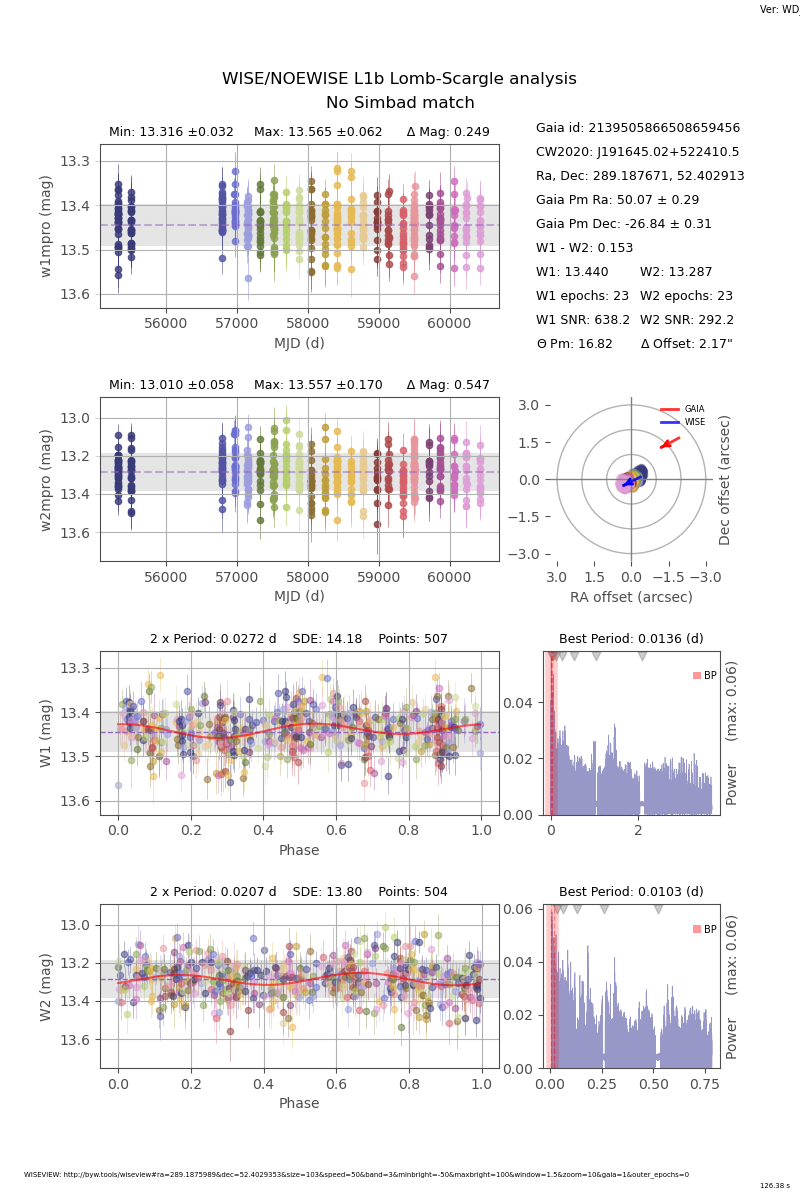 Ver: WD
WISE/NOEWISE L1b Lomb-Scargle analysis
No Simbad match
Min: 13.316 ±0.032 Max: 13.565 ±0.062 Δ Mag: 0.249
13.3
13.4
13.5
13.6
w1mpro (mag)
56000 57000 58000 59000 60000
MJD (d)
Gaia id: 2139505866508659456
CW2020: J191645.02+522410.5
Ra, Dec: 289.187671, 52.402913
Gaia Pm Ra: 50.07 ± 0.29
Gaia Pm Dec: -26.84 ± 0.31
W1 - W2: 0.153
W1: 13.440 W2: 13.287
W1 epochs: 23 W2 epochs: 23
W1 SNR: 638.2 W2 SNR: 292.2
Θ Pm: 16.82 Δ Offset: 2.17"
Min: 13.010 ±0.058 Max: 13.557 ±0.170 Δ Mag: 0.547
13.0
13.2
13.4
13.6
w2mpro (mag)
56000 57000 58000 59000 60000
MJD (d)
GAIA
WISE
3.0
1.5
0.0
−1.5
−3.0
Dec offset (arcsec)
3.0 1.5 0.0 −1.5 −3.0
RA offset (arcsec)
2 x Period: 0.0272 d SDE: 14.18 Points: 507
13.3
13.4
13.5
13.6
W1 (mag)
0.0 0.2 0.4 0.6 0.8 1.0
Phase
Best Period: 0.0136 (d)
BP
0.04
0.02
0.00
Power (max: 0.06)
0 2
2 x Period: 0.0207 d SDE: 13.80 Points: 504
13.0
13.2
13.4
13.6
W2 (mag)
0.0 0.2 0.4 0.6 0.8 1.0
Phase
Best Period: 0.0103 (d)
BP
0.06
0.04
0.02
0.00
Power (max: 0.06)
0.00 0.25 0.50 0.75
WISEVIEW: http://byw.tools/wiseview#ra=289.1875989&dec=52.4029353&size=103&speed=50&band=3&minbright=-50&maxbright=100&window=1.5&zoom=10&gaia=1&outer_epochs=0
126.38 s